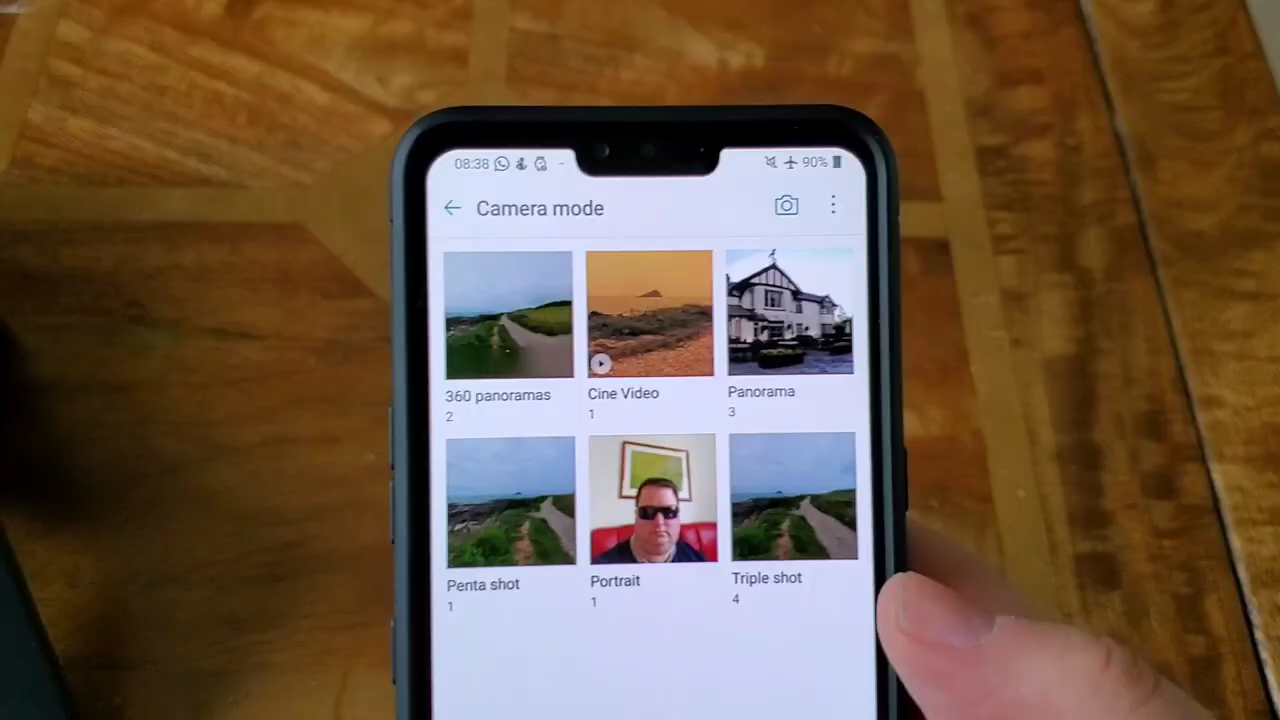 08:38 90%
Camera mode
360 panoramas Cine Video Panorama
2 1 3
Penta shot Portrait Triple shot
1 1 4